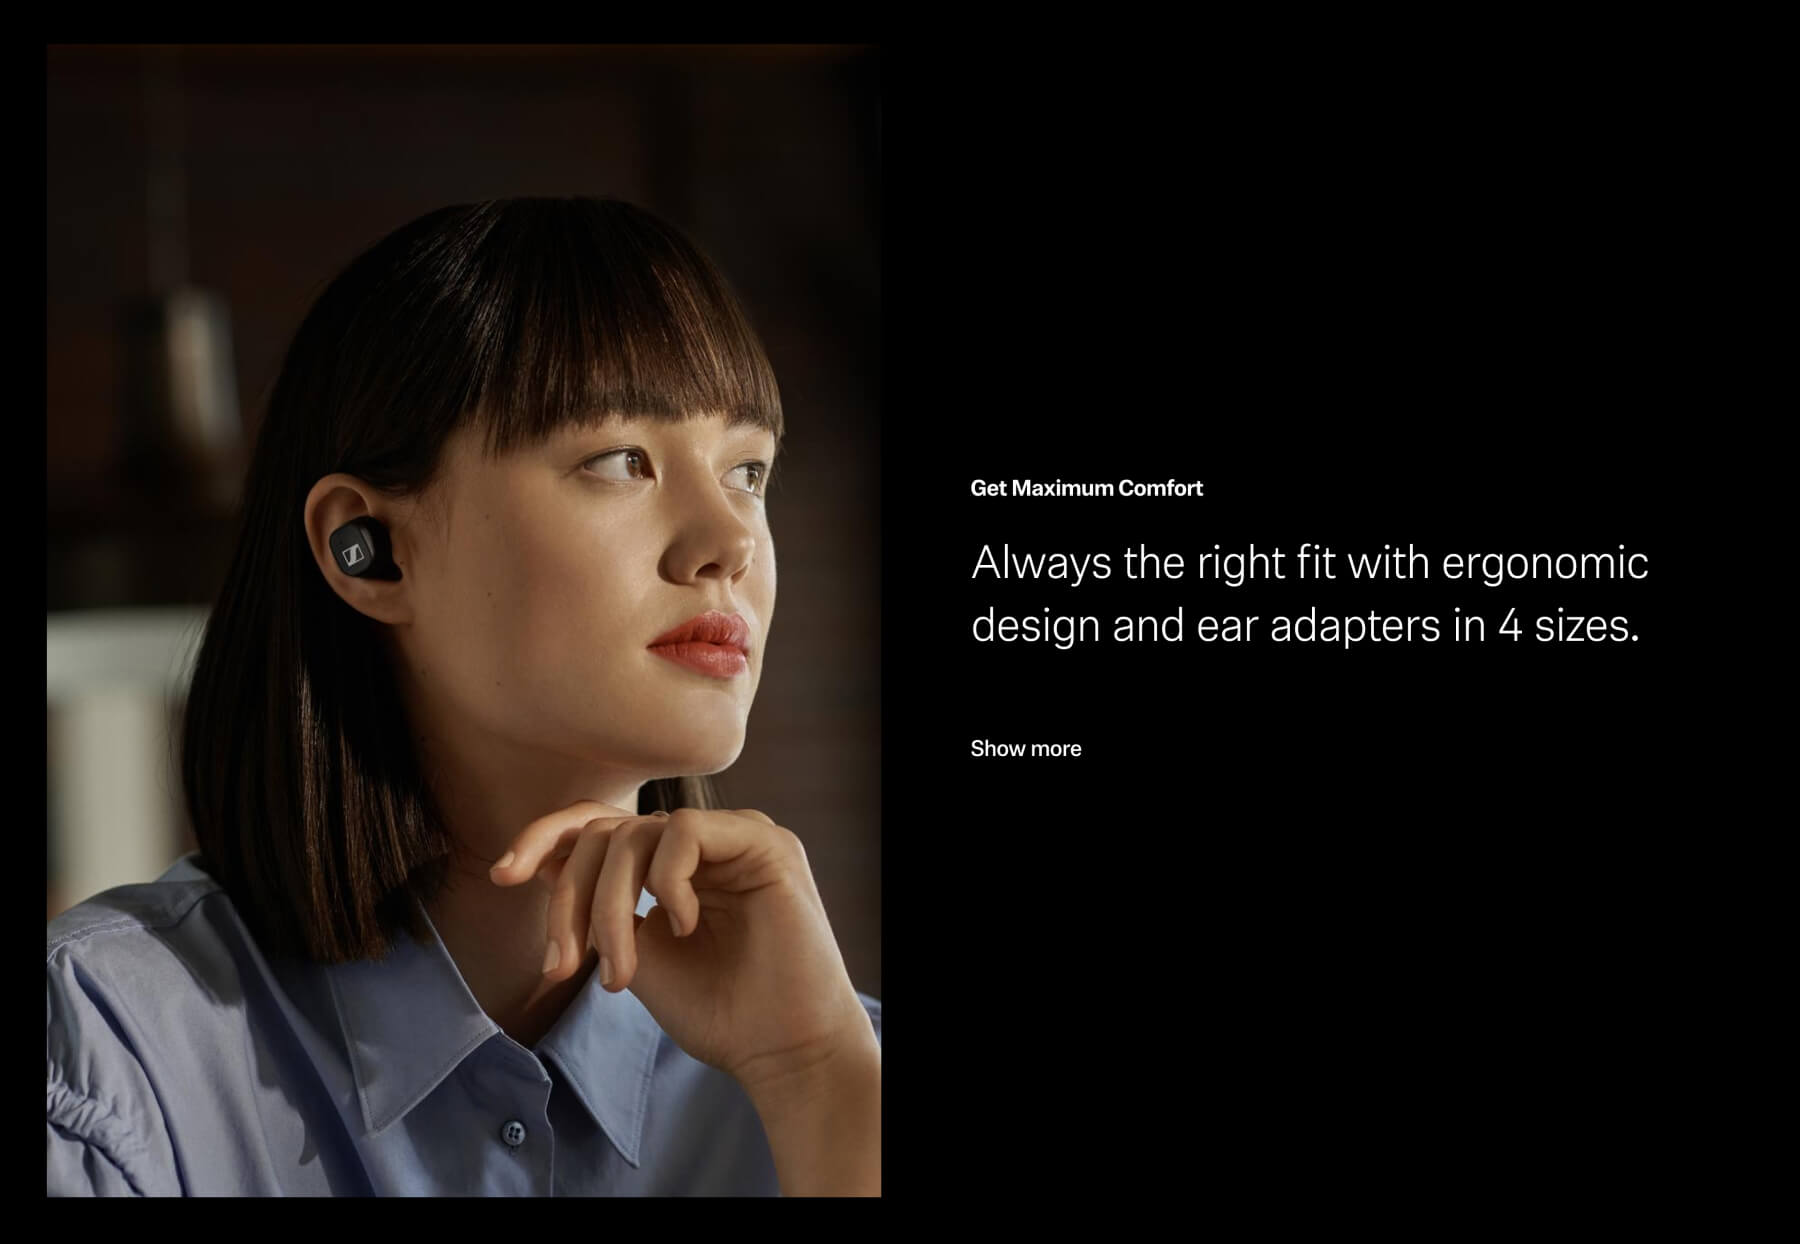 Get Maximum Comfort
Always the right fit with ergonomic
design and ear adapters in 4 sizes.
Show more